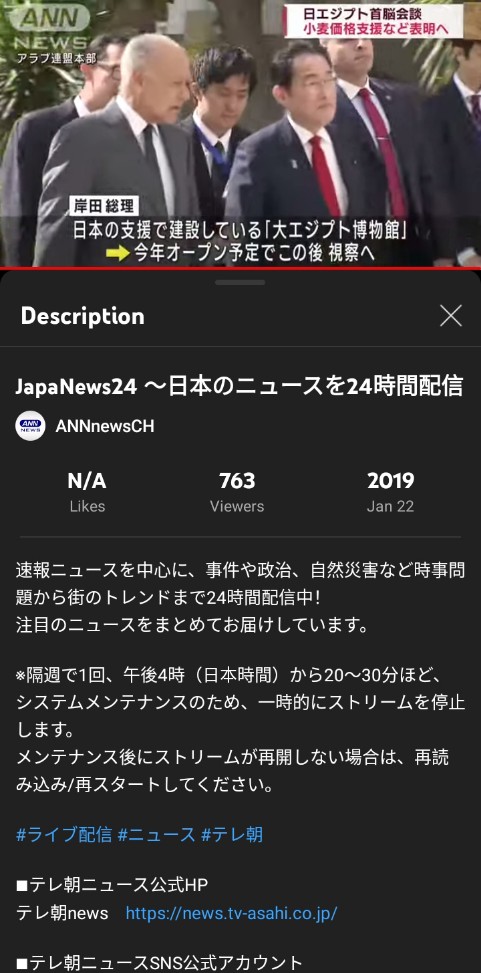 ANN
NEWS
アラブ連盟本部
日エジプト首脳会談
小麦価格支援など表明へ
岸田 総理
日本の支援で建設している「大エジプト博物館」
➡今年オープン予定でこの後 視察へ
Description
JapaNews24 ～日本のニュースを24時間配信
ANN
NEWS
ANNnewsCH
N/A
763
2019
Likes
Viewers
Jan 22
速報ニュースを中心に、事件や政治、自然災害など時事問
題から街のトレンドまで24時間配信中！
注目のニュースをまとめてお届けしています。
※隔週で1回、午後4時（日本時間）から20～30分ほど、
システムメンテナンスのため、一時的にストリームを停止
します。
メンテナンス後にストリームが再開しない場合は、再読
み込み/再スタートしてください。
#ライブ配信 #ニュース #テレ朝
■テレ朝ニュース公式HP
テレ朝news　https://news.tv-asahi.co.jp/
■テレ朝ニュースSNS公式アカウント